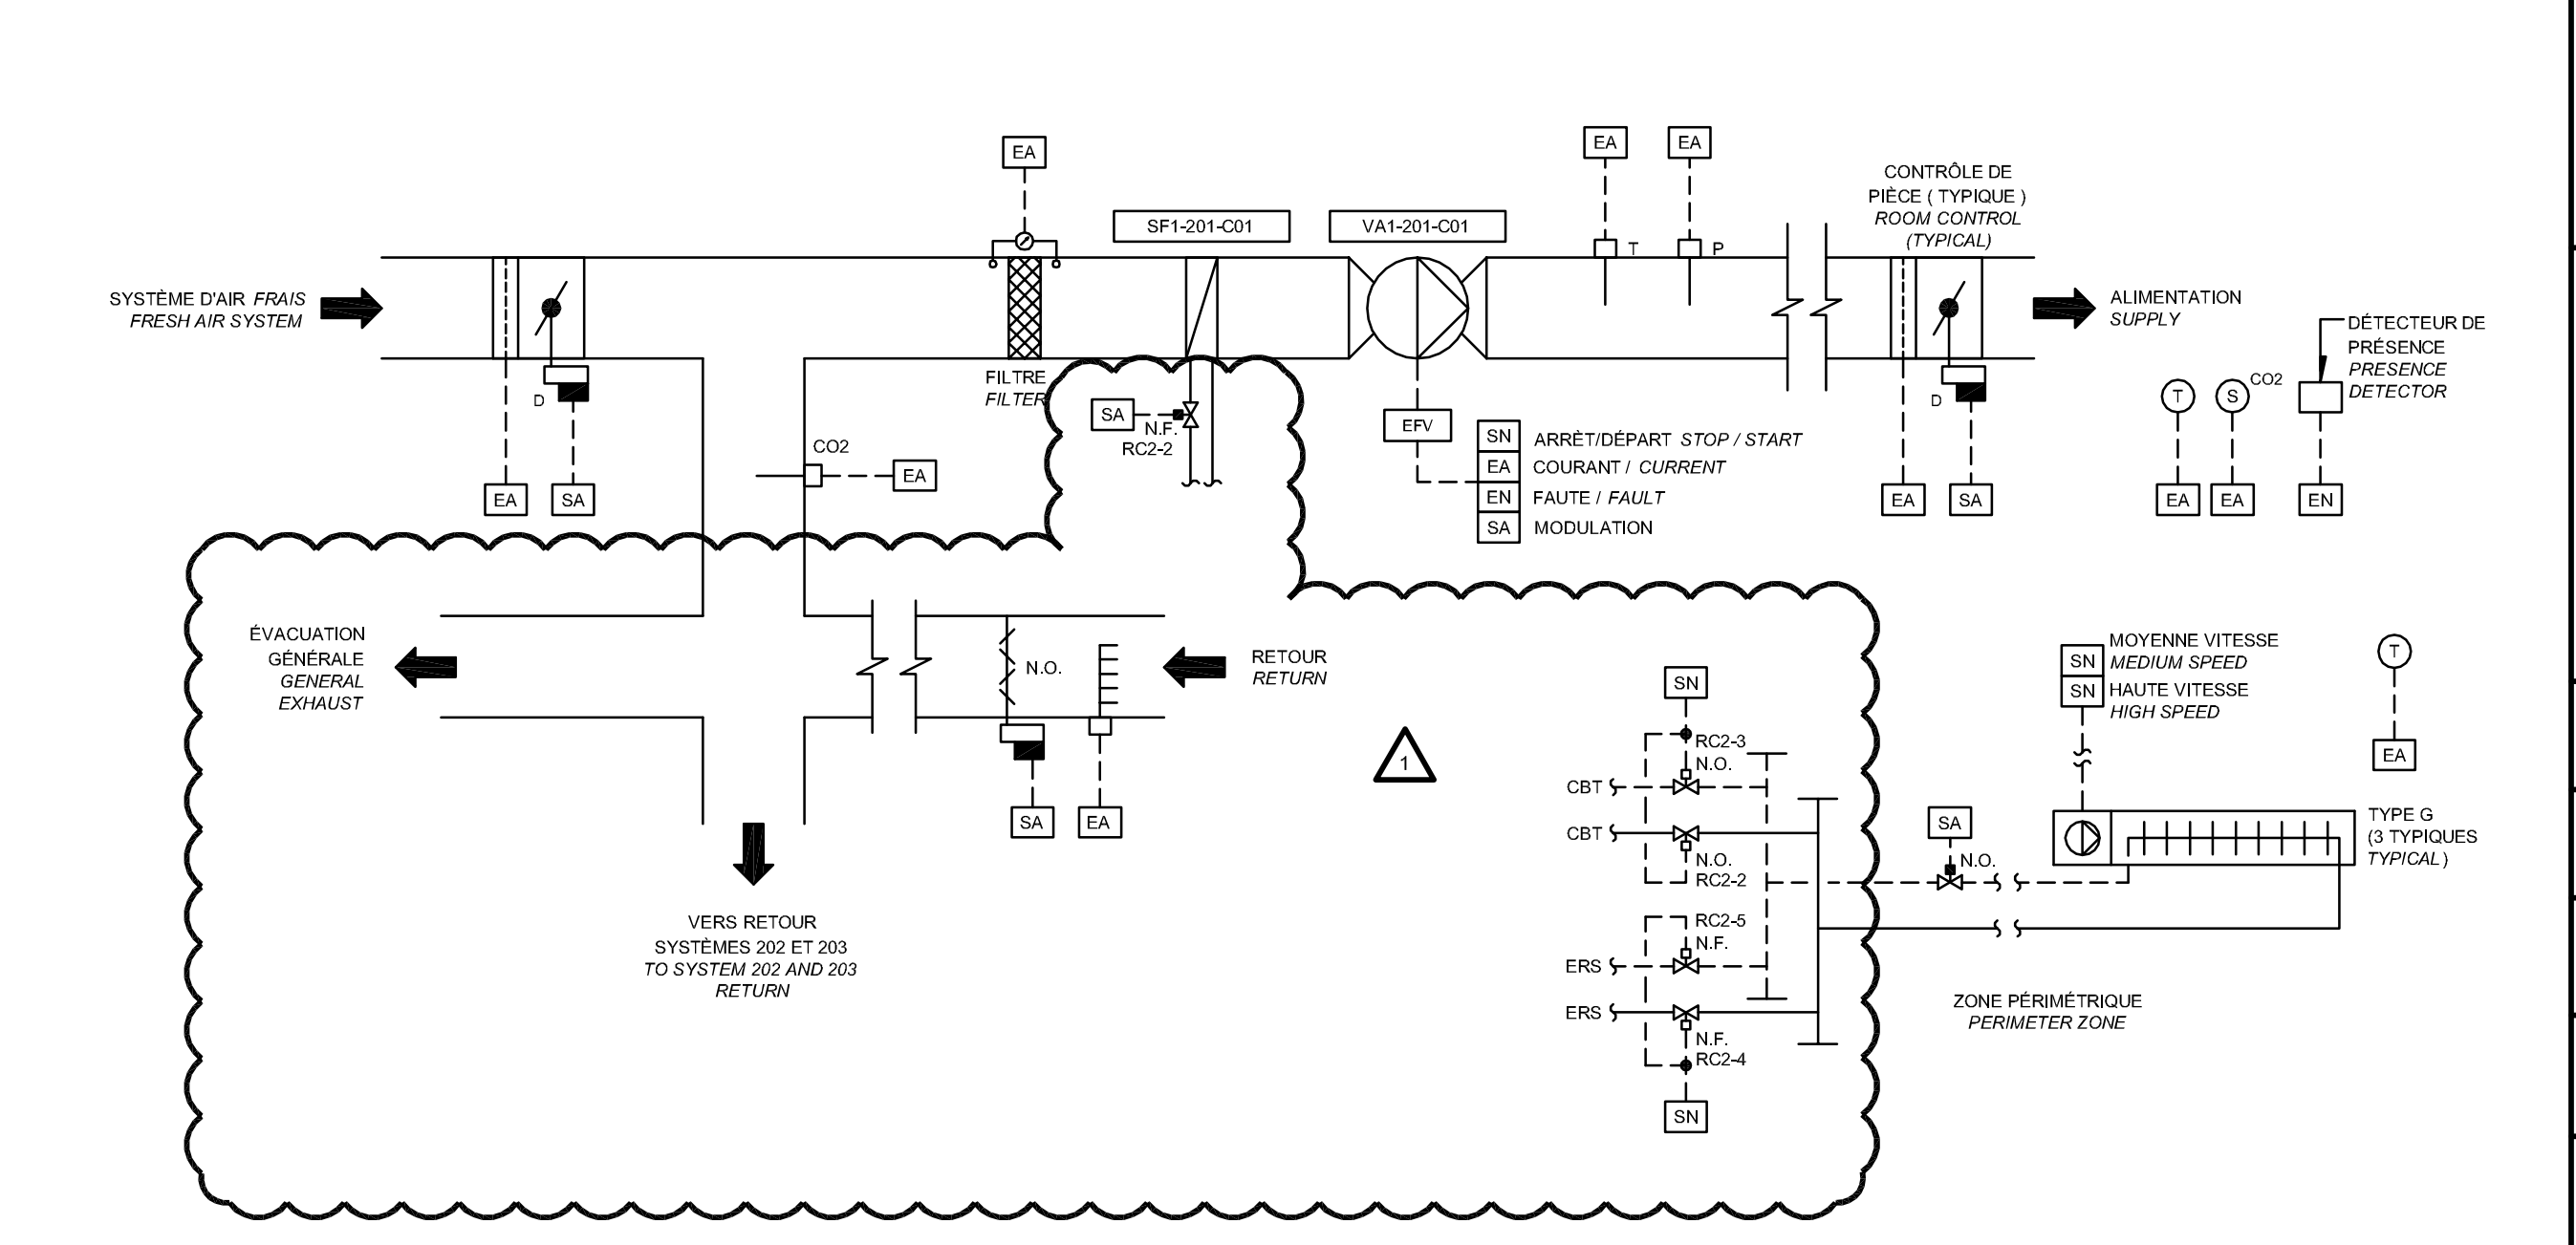 EA
EA
EA
SF1-201-C01
VA1-201-C01
T
P
CONTRÔLE DE
PIÈCE ( TYPIQUE )
ROOM CONTROL
(TYPICAL)
SYSTÈME D'AIR FRAIS
FRESH AIR SYSTEM
ALIMENTATION
SUPPLY
DÉTECTEUR DE
PRÉSENCE
PRESENCE
DETECTOR
D
FILTRE
FILTER
SA
N.F.
RC2-2
EFV
SN ARRÈT/DÉPART STOP / START
EA COURANT / CURRENT
EN FAUTE / FAULT
SA MODULATION
D
T
S
CO2
CO2
EA
EA
SA
EA
SA
EA
EA
EN
ÉVACUATION
GÉNÉRALE
GENERAL
EXHAUST
N.O.
RETOUR
RETURN
SA
EA
1
VERS RETOUR
SYSTÈMES 202 ET 203
TO SYSTEM 202 AND 203
RETURN
SN
RC2-3
N.O.
CBT
CBT
N.O.
RC2-2
RC2-5
N.F.
ERS
ERS
N.F.
RC2-4
SN
SN MOYENNE VITESSE
MEDIUM SPEED
SN HAUTE VITESSE
HIGH SPEED
T
EA
SA
N.O.
TYPE G
(3 TYPIQUES
TYPICAL)
ZONE PÉRIMÉTRIQUE
PERIMETER ZONE